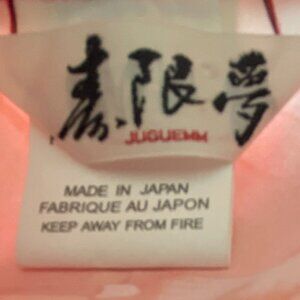 寿限夢
JUGUEMM
MADE IN JAPAN
FABRIQUE AU JAPON
KEEP AWAY FROM FIRE